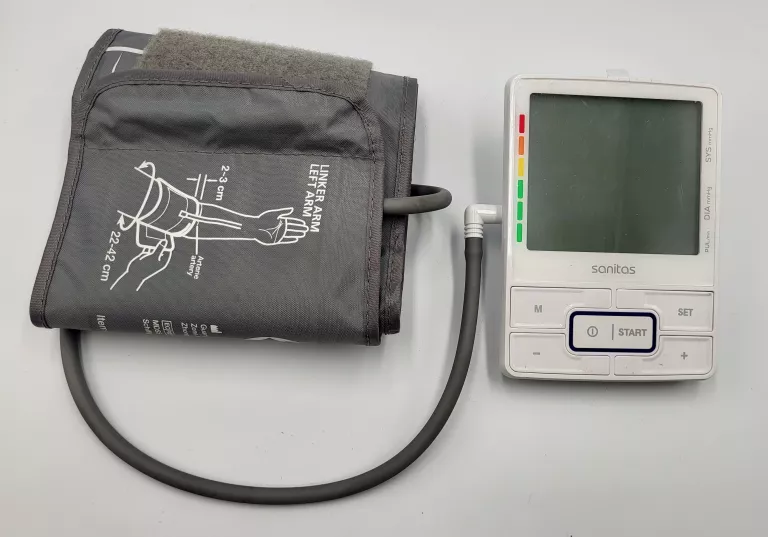 LINKER ARM
LEFT ARM
2-3 cm
Arterie
artery
22-42 cm
SYS
DIA
sanitas
M
SET
START
-
+